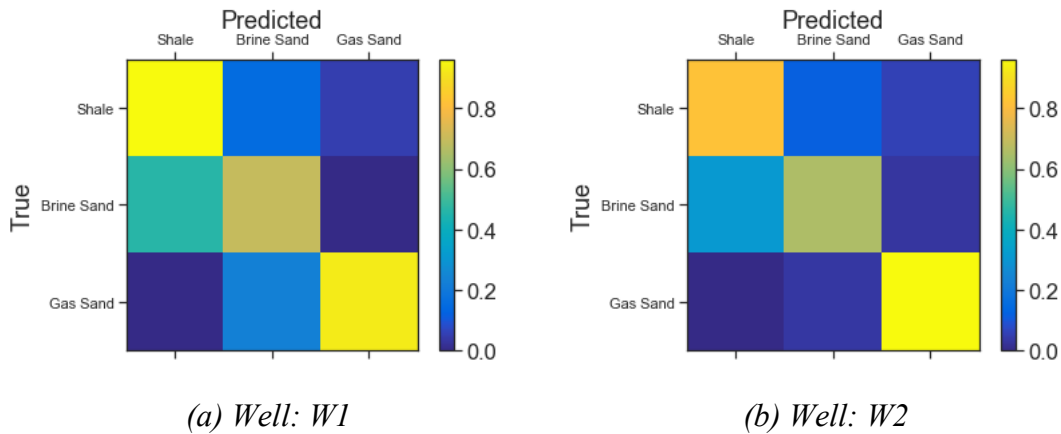 Predicted
Shale Brine Sand Gas Sand
True
Shale
Brine Sand
Gas Sand
0.8
0.6
0.4
0.2
0.0
(a) Well: W1
Predicted
Shale Brine Sand Gas Sand
True
Shale
Brine Sand
Gas Sand
0.8
0.6
0.4
0.2
0.0
(b) Well: W2